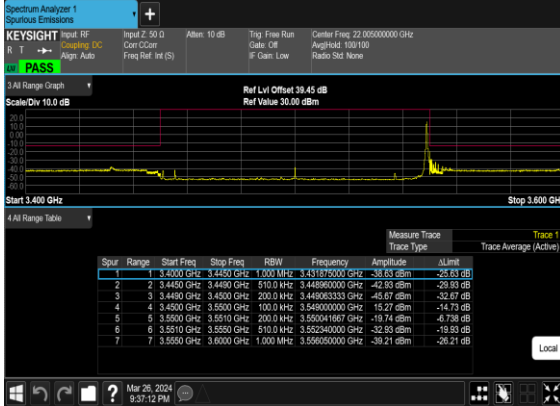 Spectrum Analyzer 1
Spurious Emissions
+
KEYSIGHT Input: RF Input Z: 50 Ω Atten: 10 dB Trig: Free Run Center Freq: 22.005000000 GHz
R T Coupling: DC Corr CCorr Gate: Off Avg|Hold: 100/100
Align: Auto Freq Ref: Int (S) IF Gain: Low Radio Std: None
PASS
3 All Range Graph
Ref Lvl Offset 39.45 dB
Scale/Div 10.0 dB Ref Value 30.00 dBm
20.0
10.0
0.00
-10.0
-20.0
-30.0
-40.0
-50.0
-60.0
Start 3.400 GHz Stop 3.600 GH
4 All Range Table
Measure Trace Trace 1
Trace Type Trace Average (Active)
Spur Range Start Freq Stop Freq RBW Frequency Amplitude ΔLimit
1 1 3.4000 GHz 3.4450 GHz 1.000 MHz 3.431875000 GHz -38.63 dBm -25.63 dB
2 2 3.4450 GHz 3.4490 GHz 510.0 kHz 3.448960000 GHz -42.93 dBm -29.93 dB
3 3 3.4490 GHz 3.4500 GHz 200.0 kHz 3.449063333 GHz -45.67 dBm -32.67 dB
4 4 3.4500 GHz 3.5500 GHz 100.0 kHz 3.549000000 GHz 15.27 dBm -14.73 dB
5 5 3.5500 GHz 3.5510 GHz 200.0 kHz 3.550041667 GHz -19.74 dBm -6.738 dB
6 6 3.5510 GHz 3.5550 GHz 510.0 kHz 3.552340000 GHz -32.93 dBm -19.93 dB
7 7 3.5550 GHz 3.6000 GHz 1.000 MHz 3.556050000 GHz -39.21 dBm -26.21 dB
Local
? Mar 26, 2024
9:37:12 PM